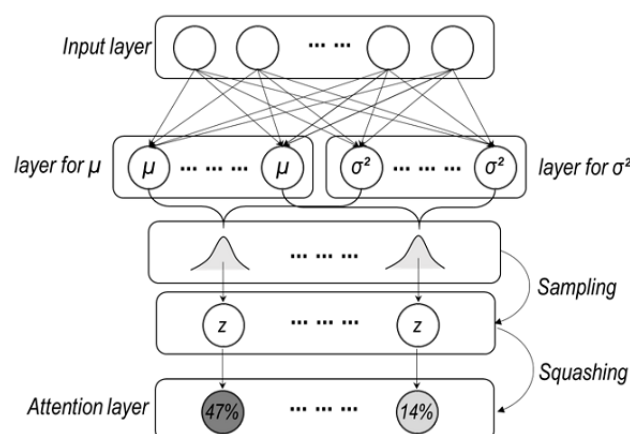 Input layer ... ...
layer for μ μ ... ... ... μ σ² ... ... ... σ² layer for σ²
... ... ...
Sampling
z ... ... ... z
Squashing
Attention layer 47% ... ... ... 14%